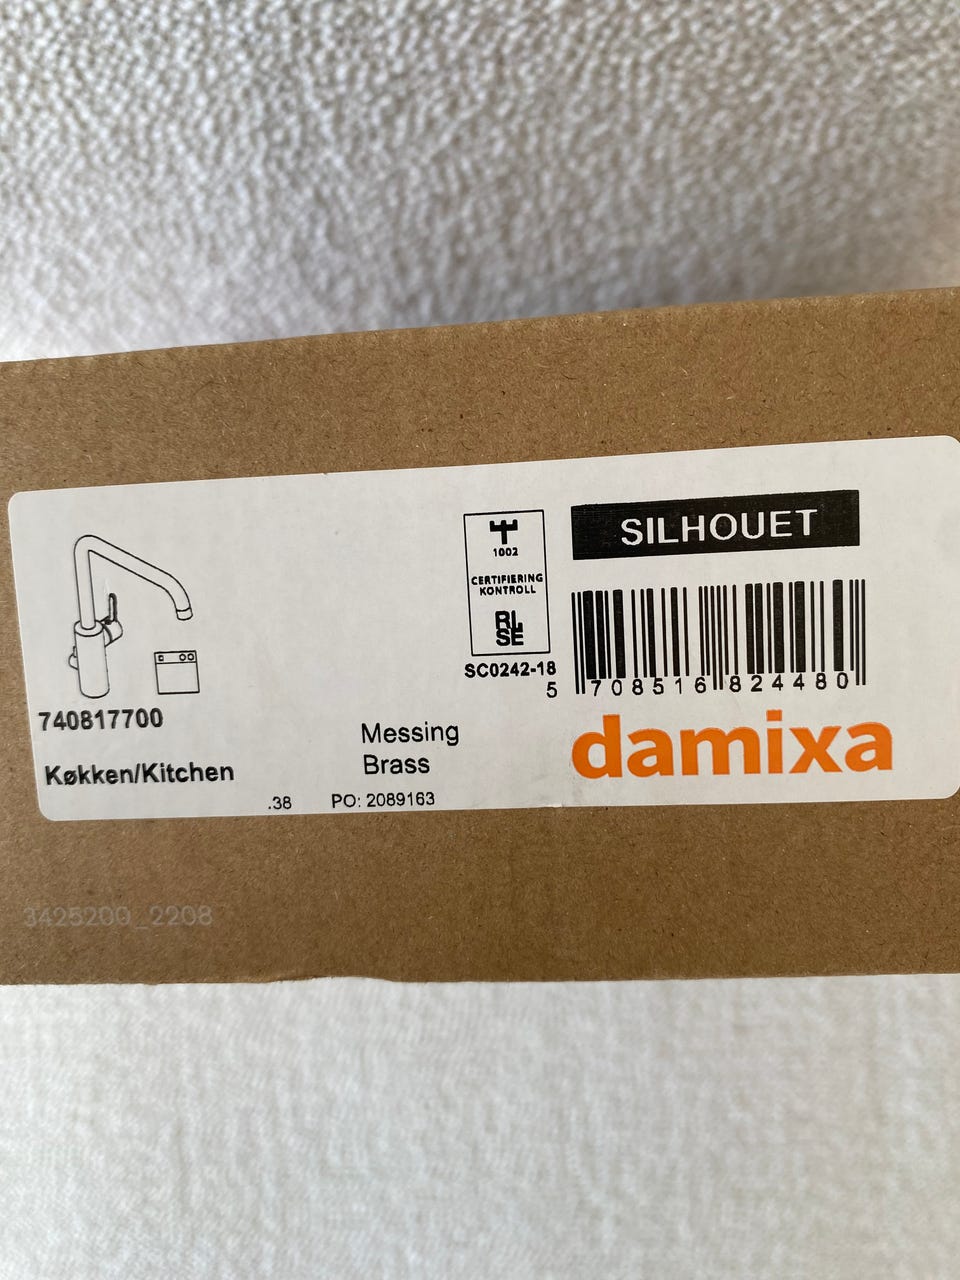 SILHOUET
1002
CERTIFIERING
KONTROLL
RI
SE
SC0242-18
5 708516 824480
740817700
Messing
Brass
damixa
Køkken/Kitchen
.38 PO: 2089163
3425200_2208